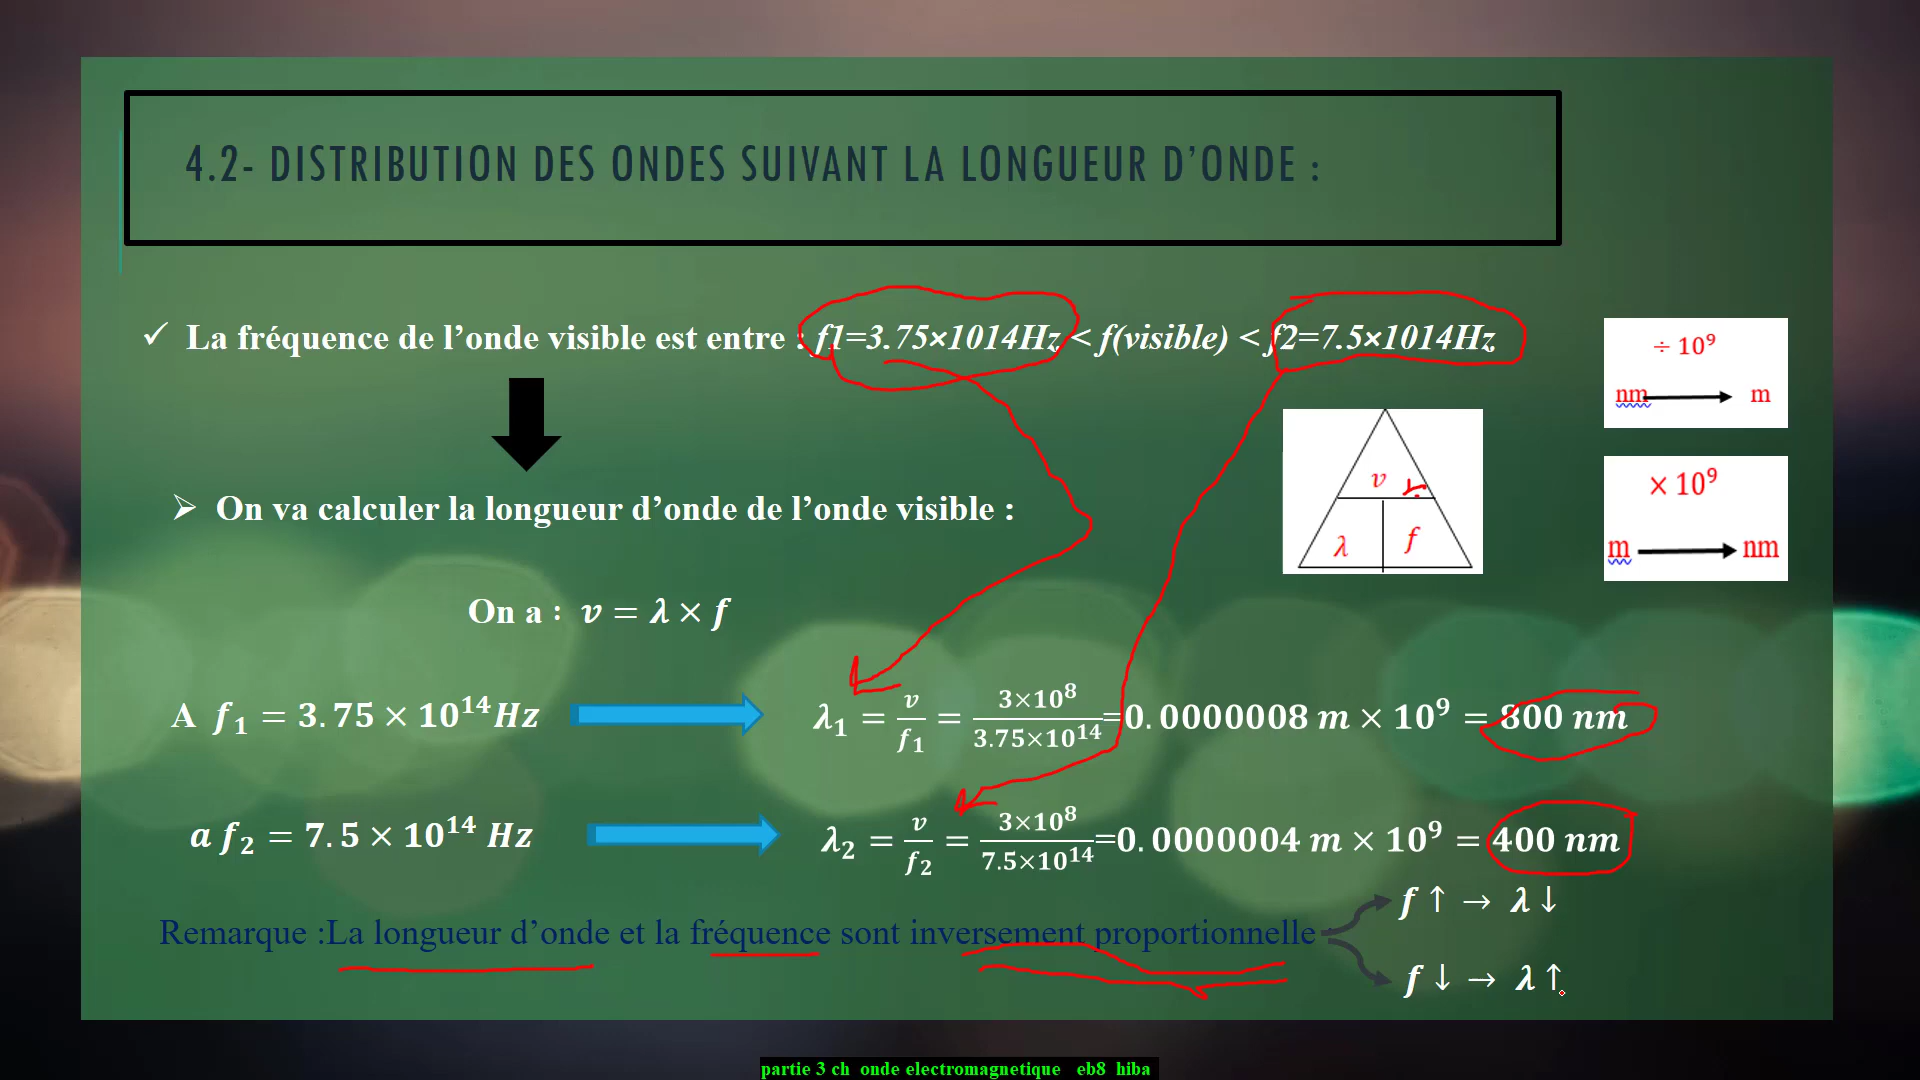 4.2- DISTRIBUTION DES ONDES SUIVANT LA LONGUEUR D’ONDE :
✓ La fréquence de l’onde visible est entre : f1=3.75×1014Hz < f(visible) < f2=7.5×1014Hz
÷ 10⁹
nm → m
➢ On va calculer la longueur d’onde de l’onde visible :
v
λ f
× 10⁹
m → nm
On a : v = λ × f
A f₁ = 3.75 × 10¹⁴Hz λ₁ = v/f₁ = 3×10⁸/3.75×10¹⁴=0.0000008 m × 10⁹ = 800 nm
a f₂ = 7.5 × 10¹⁴ Hz λ₂ = v/f₂ = 3×10⁸/7.5×10¹⁴=0.0000004 m × 10⁹ = 400 nm
f ↑ → λ ↓
Remarque :La longueur d’onde et la fréquence sont inversement proportionnelle
f ↓ → λ ↑
partie 3 ch onde electromagnetique eb8 hiba